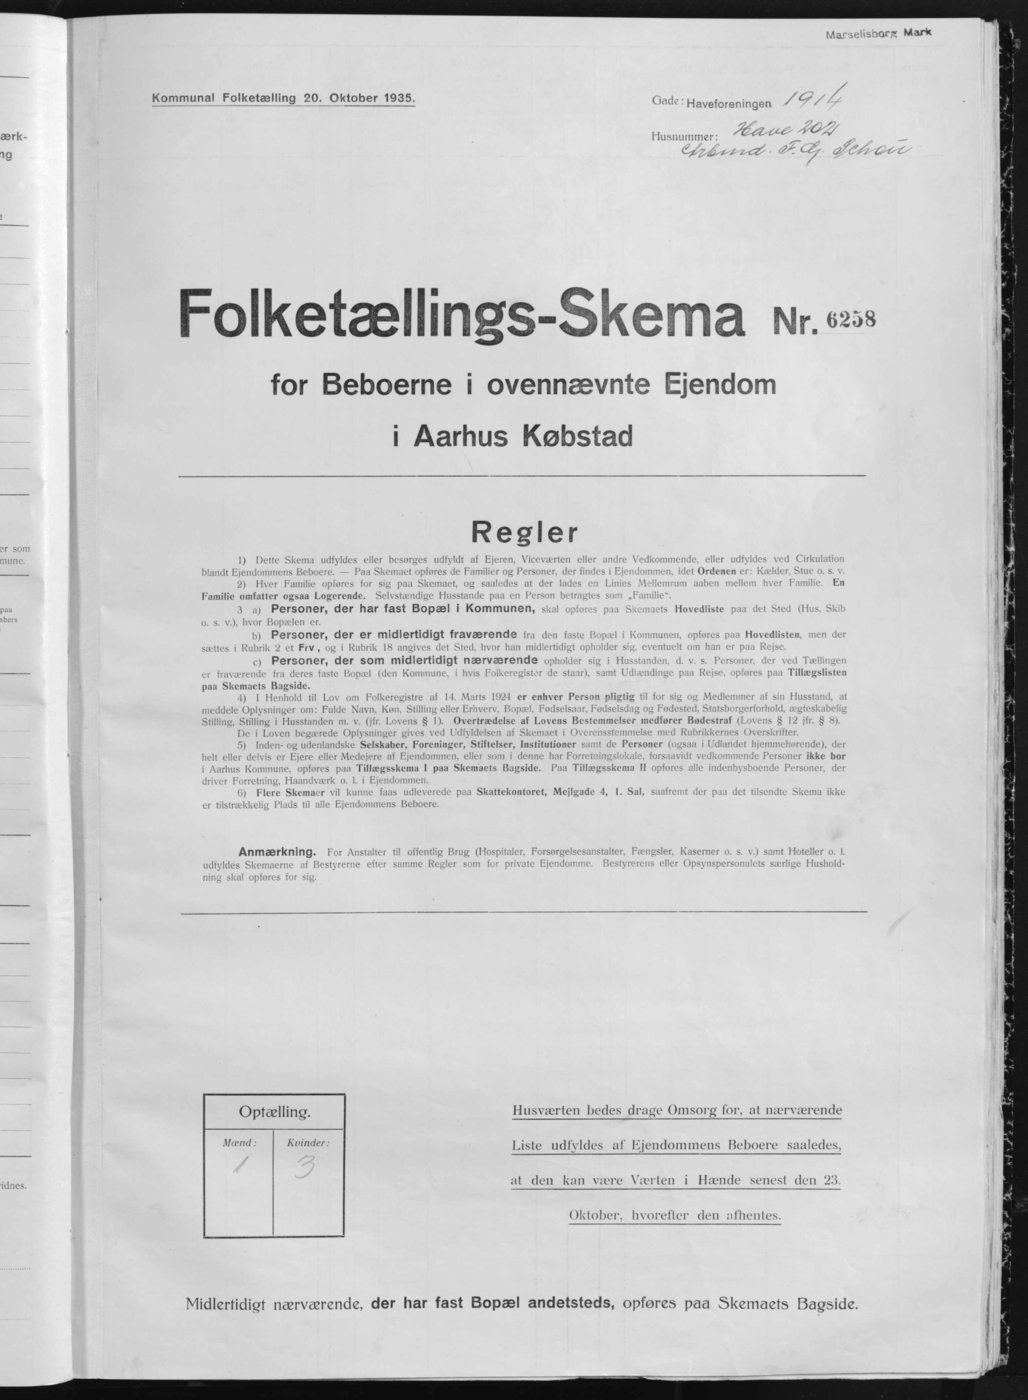 Marselisborg Mark
Kommunal Folketælling 20. Oktober 1935.
Gade: Haveforeningen 1914
Husnummer: Have 202
Arbmd. F. G. Schou
Folketællings-Skema Nr. 6258
for Beboerne i ovennævnte Ejendom
i Aarhus Købstad
Regler
1) Dette Skema udfyldes eller besørges udfyldt af Ejeren, Viceværten eller andre Vedkommende, eller udfyldes ved Cirkulation
blandt Ejendommens Beboere. — Paa Skemaet opføres de Familier og Personer, der findes i Ejendommen, idet Ordenen er: Kælder, Stue o. s. v.
2) Hver Familie opføres for sig paa Skemaet, og saaledes at der lades en Linies Mellemrum aaben mellem hver Familie. En
Familie omfatter ogsaa Logerende. Selvstændige Husstande paa en Person betragtes som „Familie".
3 a) Personer, der har fast Bopæl i Kommunen, skal opføres paa Skemaets Hovedliste paa det Sted (Hus, Skib
o. s. v.), hvor Bopælen er.
b) Personer, der er midlertidigt fraværende fra den faste Bopæl i Kommunen, opføres paa Hovedlisten, men der
sættes i Rubrik 2 et Frv., og i Rubrik 18 angives det Sted, hvor han midlertidigt opholder sig, eventuelt om han er paa Rejse.
c) Personer, der som midlertidigt nærværende opholder sig i Husstanden, d. v. s. Personer, der ved Tællingen
er fraværende fra deres faste Bopæl (den Kommune, i hvis Folkeregister de staar), samt Udlændinge paa Rejse, opføres paa Tillægslisten
paa Skemaets Bagside.
4) I Henhold til Lov om Folkeregistre af 14. Marts 1924 er enhver Person pligtig til for sig og Medlemmer af sin Husstand, at
meddele Oplysninger om: Fulde Navn, Køn, Stilling eller Erhverv, Bopæl, Fødselsaar, Fødselsdag og Fødested, Statsborgerforhold, ægteskabelig
Stilling, Stilling i Husstanden m. v. (jfr. Lovens § 1). Overtrædelse af Lovens Bestemmelser medfører Bødestraf (Lovens § 12 jfr. § 8).
De i Loven begærede Oplysninger gives ved Udfyldelsen af Skemaet i Overensstemmelse med Rubrikkernes Overskrifter.
5) Inden- og udenlandske Selskaber, Foreninger, Stiftelser, Institutioner samt de Personer (ogsaa i Udlandet hjemmehørende), der
helt eller delvis er Ejere eller Medejere af Ejendommen, eller som i denne har Forretningslokale, forsaavidt vedkommende Personer ikke bor
i Aarhus Kommune, opføres paa Tillægsskema I paa Skemaets Bagside. Paa Tillægsskema II opføres alle indenbysboende Personer, der
driver Forretning, Haandværk o. l. i Ejendommen.
6) Flere Skemaer vil kunne faas udleverede paa Skattekontoret, Mejlgade 4, 1. Sal, saafremt der paa det tilsendte Skema ikke
er tilstrækkelig Plads til alle Ejendommens Beboere.
Anmærkning. For Anstalter til offentlig Brug (Hospitaler, Forsørgelsesanstalter, Fængsler, Kaserner o. s. v.) samt Hoteller o. l.
udfyldes Skemaerne af Bestyrerne efter samme Regler som for private Ejendomme. Bestyrerens eller Opsynspersonalets særlige Hushold-
ning skal opføres for sig.
Optælling.
Mænd: Kvinder:
1 3
Husværten bedes drage Omsorg for, at nærværende
Liste udfyldes af Ejendommens Beboere saaledes,
at den kan være Værten i Hænde senest den 23.
Oktober, hvorefter den afhentes.
Midlertidigt nærværende, der har fast Bopæl andetsteds, opføres paa Skemaets Bagside.